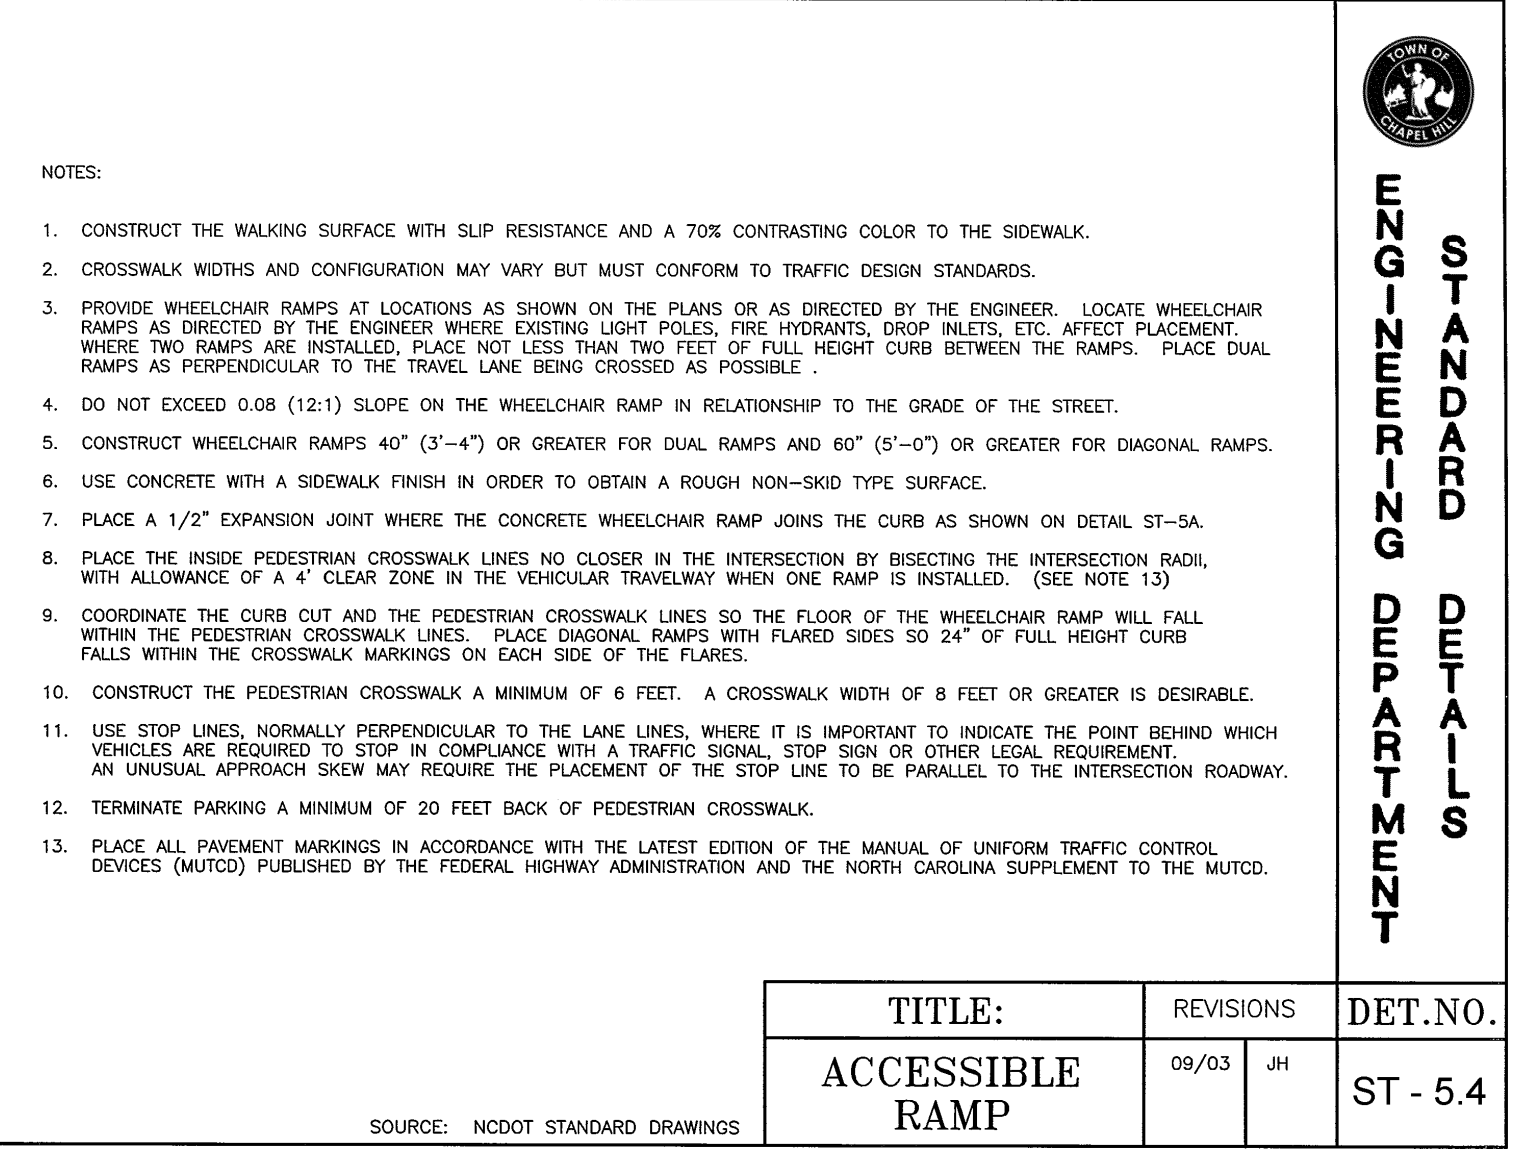 NOTES:
1. CONSTRUCT THE WALKING SURFACE WITH SLIP RESISTANCE AND A 70% CONTRASTING COLOR TO THE SIDEWALK.
2. CROSSWALK WIDTHS AND CONFIGURATION MAY VARY BUT MUST CONFORM TO TRAFFIC DESIGN STANDARDS.
3. PROVIDE WHEELCHAIR RAMPS AT LOCATIONS AS SHOWN ON THE PLANS OR AS DIRECTED BY THE ENGINEER. LOCATE WHEELCHAIR
RAMPS AS DIRECTED BY THE ENGINEER WHERE EXISTING LIGHT POLES, FIRE HYDRANTS, DROP INLETS, ETC. AFFECT PLACEMENT.
WHERE TWO RAMPS ARE INSTALLED, PLACE NOT LESS THAN TWO FEET OF FULL HEIGHT CURB BETWEEN THE RAMPS. PLACE DUAL
RAMPS AS PERPENDICULAR TO THE TRAVEL LANE BEING CROSSED AS POSSIBLE .
4. DO NOT EXCEED 0.08 (12:1) SLOPE ON THE WHEELCHAIR RAMP IN RELATIONSHIP TO THE GRADE OF THE STREET.
5. CONSTRUCT WHEELCHAIR RAMPS 40" (3'-4") OR GREATER FOR DUAL RAMPS AND 60" (5'-0") OR GREATER FOR DIAGONAL RAMPS.
6. USE CONCRETE WITH A SIDEWALK FINISH IN ORDER TO OBTAIN A ROUGH NON-SKID TYPE SURFACE.
7. PLACE A 1/2" EXPANSION JOINT WHERE THE CONCRETE WHEELCHAIR RAMP JOINS THE CURB AS SHOWN ON DETAIL ST-5A.
8. PLACE THE INSIDE PEDESTRIAN CROSSWALK LINES NO CLOSER IN THE INTERSECTION BY BISECTING THE INTERSECTION RADII,
WITH ALLOWANCE OF A 4' CLEAR ZONE IN THE VEHICULAR TRAVELWAY WHEN ONE RAMP IS INSTALLED. (SEE NOTE 13)
9. COORDINATE THE CURB CUT AND THE PEDESTRIAN CROSSWALK LINES SO THE FLOOR OF THE WHEELCHAIR RAMP WILL FALL
WITHIN THE PEDESTRIAN CROSSWALK LINES. PLACE DIAGONAL RAMPS WITH FLARED SIDES SO 24" OF FULL HEIGHT CURB
FALLS WITHIN THE CROSSWALK MARKINGS ON EACH SIDE OF THE FLARES.
10. CONSTRUCT THE PEDESTRIAN CROSSWALK A MINIMUM OF 6 FEET. A CROSSWALK WIDTH OF 8 FEET OR GREATER IS DESIRABLE.
11. USE STOP LINES, NORMALLY PERPENDICULAR TO THE LANE LINES, WHERE IT IS IMPORTANT TO INDICATE THE POINT BEHIND WHICH
VEHICLES ARE REQUIRED TO STOP IN COMPLIANCE WITH A TRAFFIC SIGNAL, STOP SIGN OR OTHER LEGAL REQUIREMENT.
AN UNUSUAL APPROACH SKEW MAY REQUIRE THE PLACEMENT OF THE STOP LINE TO BE PARALLEL TO THE INTERSECTION ROADWAY.
12. TERMINATE PARKING A MINIMUM OF 20 FEET BACK OF PEDESTRIAN CROSSWALK.
13. PLACE ALL PAVEMENT MARKINGS IN ACCORDANCE WITH THE LATEST EDITION OF THE MANUAL OF UNIFORM TRAFFIC CONTROL
DEVICES (MUTCD) PUBLISHED BY THE FEDERAL HIGHWAY ADMINISTRATION AND THE NORTH CAROLINA SUPPLEMENT TO THE MUTCD.
SOURCE: NCDOT STANDARD DRAWINGS
TOWN OF
CHAPEL HILL
ENGINEERING DEPARTMENT
STANDARD DETAILS
TITLE:
ACCESSIBLE
RAMP
REVISIONS
09/03 JH
DET.NO.
ST - 5.4